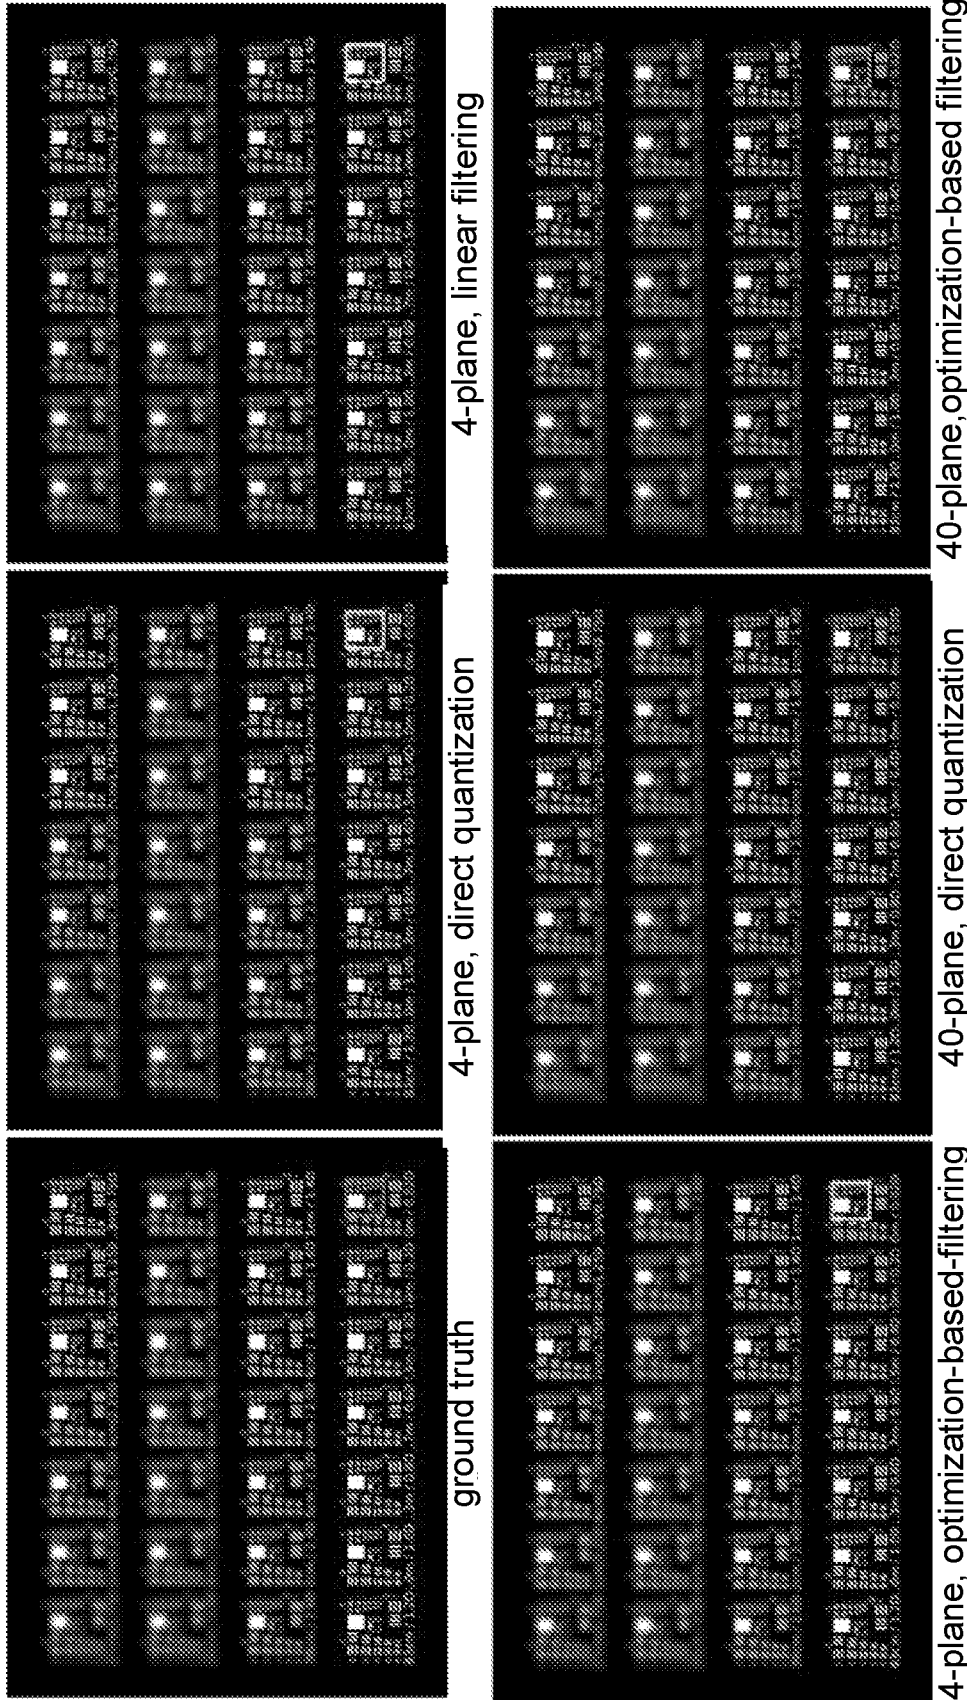 ground truth
4-plane, direct quantization
4-plane, linear filtering
4-plane, optimization-based-filtering
40-plane, direct quantization
40-plane,optimization-based filtering